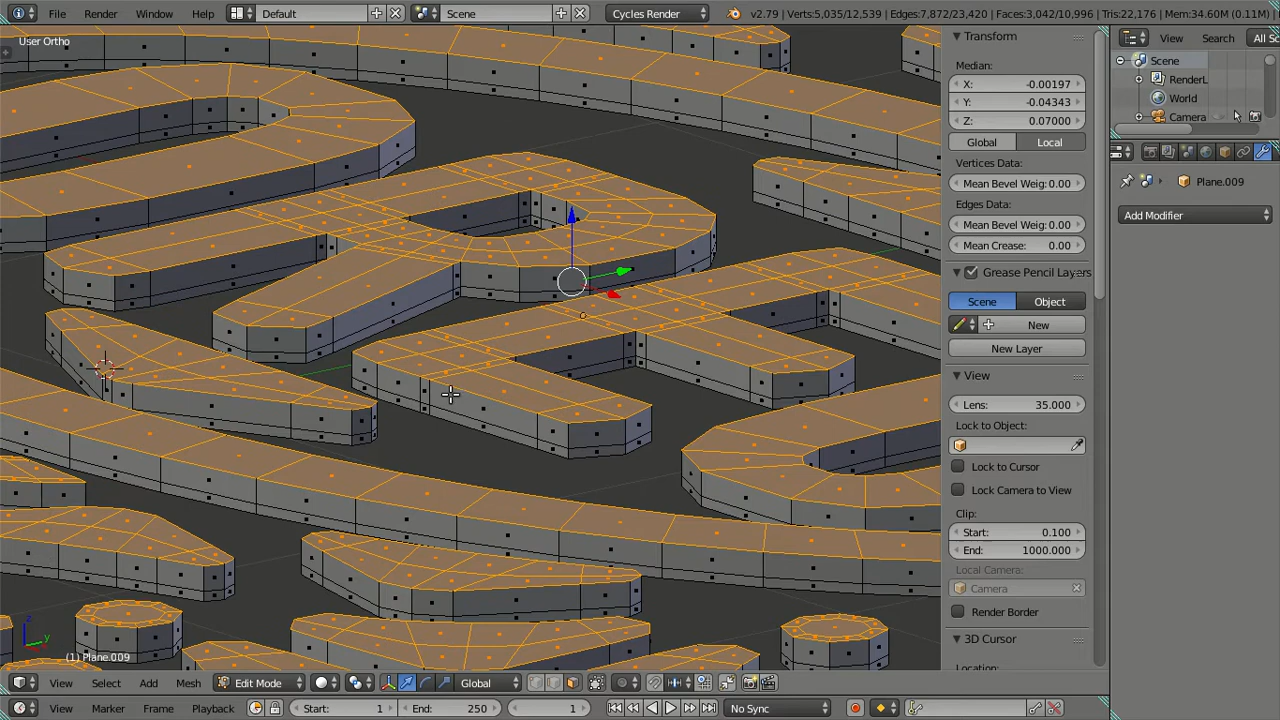 File Render Window Help Default Scene Cycles Render v2.79 | Verts:5,035/12,539 | Edges:7,872/23,420 | Faces:3,042/10,996 | Tris:22,176 | Mem:34.60M (0.11M)
User Ortho
Transform
View Search All Sc
Scene
Median:
RenderL
X: -0.00197
World
Y: -0.04343
Camera
Z: 0.07000
Global Local
Vertices Data:
Plane.009
Mean Bevel Weig: 0.00
Edges Data:
Add Modifier
Mean Bevel Weig: 0.00
Mean Crease: 0.00
Grease Pencil Layers
Scene Object
New
New Layer
View
Lens: 35.000
Lock to Object:
Lock to Cursor
Lock Camera to View
Clip:
Start: 0.100
End: 1000.000
Local Camera:
Camera
Render Border
3D Cursor
Location:
z
y
(1) Plane.009
View Select Add Mesh Edit Mode Global
View Marker Frame Playback Start: 1 End: 250 1 No Sync